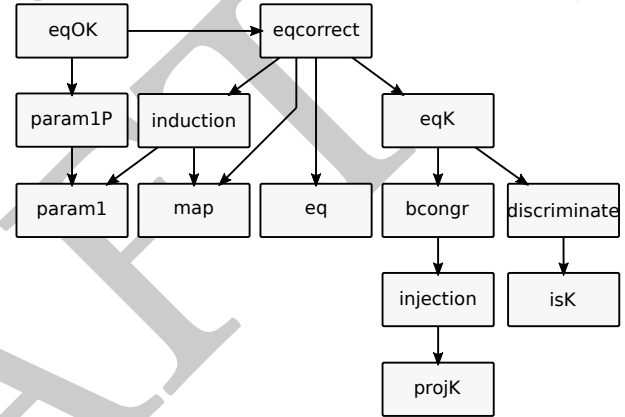 eqOK eqcorrect
param1P induction eqK
param1 map eq bcongr discriminate
injection isK
projK